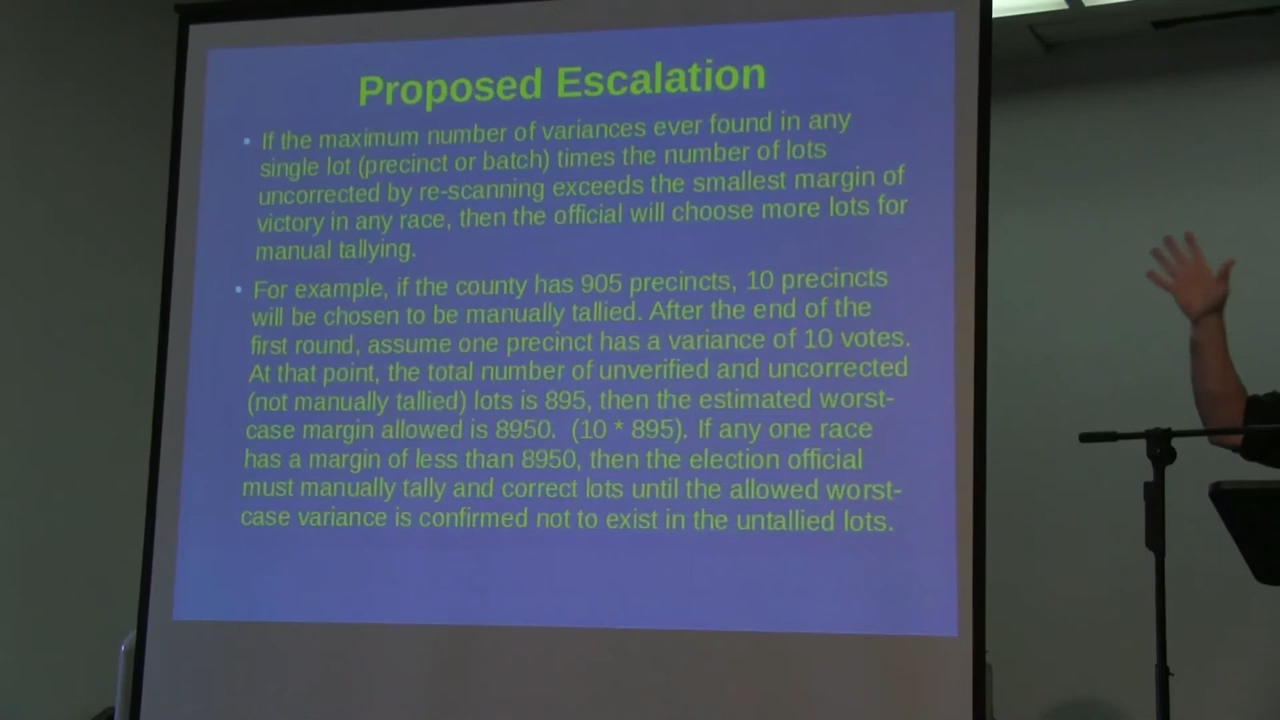 Proposed Escalation
• If the maximum number of variances ever found in any
single lot (precinct or batch) times the number of lots
uncorrected by re-scanning exceeds the smallest margin of
victory in any race, then the official will choose more lots for
manual tallying.
• For example, if the county has 905 precincts, 10 precincts
will be chosen to be manually tallied. After the end of the
first round, assume one precinct has a variance of 10 votes.
At that point, the total number of unverified and uncorrected
(not manually tallied) lots is 895, then the estimated worst-
case margin allowed is 8950. (10 * 895). If any one race
has a margin of less than 8950, then the election official
must manually tally and correct lots until the allowed worst-
case variance is confirmed not to exist in the untallied lots.